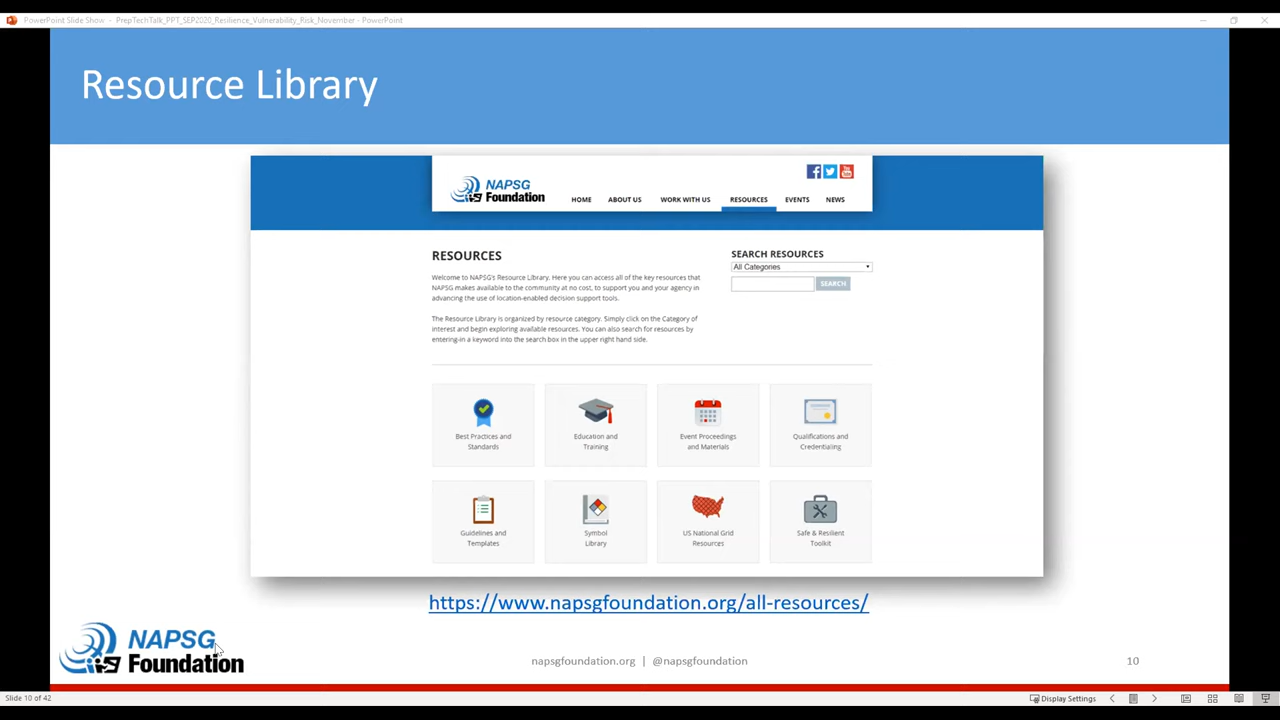 PowerPoint Slide Show - PrepTechTalk_PPT_SEP2020_Resilience_Vulnerability_Risk_November - PowerPoint
Resource Library
NAPSG
Foundation
HOME ABOUT US WORK WITH US RESOURCES EVENTS NEWS
RESOURCES
Welcome to NAPSG's Resource Library. Here you can access all of the key resources that
NAPSG makes available to the community at no cost, to support you and your agency in
advancing the use of location-enabled decision support tools.
The Resource Library is organized by resource category. Simply click on the Category of
interest and begin exploring available resources. You can also search for resources by
entering-in a keyword into the search box in the upper right hand side.
SEARCH RESOURCES
All Categories
SEARCH
Best Practices and
Standards
Education and
Training
Event Proceedings
and Materials
Qualifications and
Credentialing
Guidelines and
Templates
Symbol
Library
US National Grid
Resources
Safe & Resilient
Toolkit
https://www.napsgfoundation.org/all-resources/
NAPSG
Foundation
napsgfoundation.org | @napsgfoundation
10
Slide 10 of 42
Display Settings